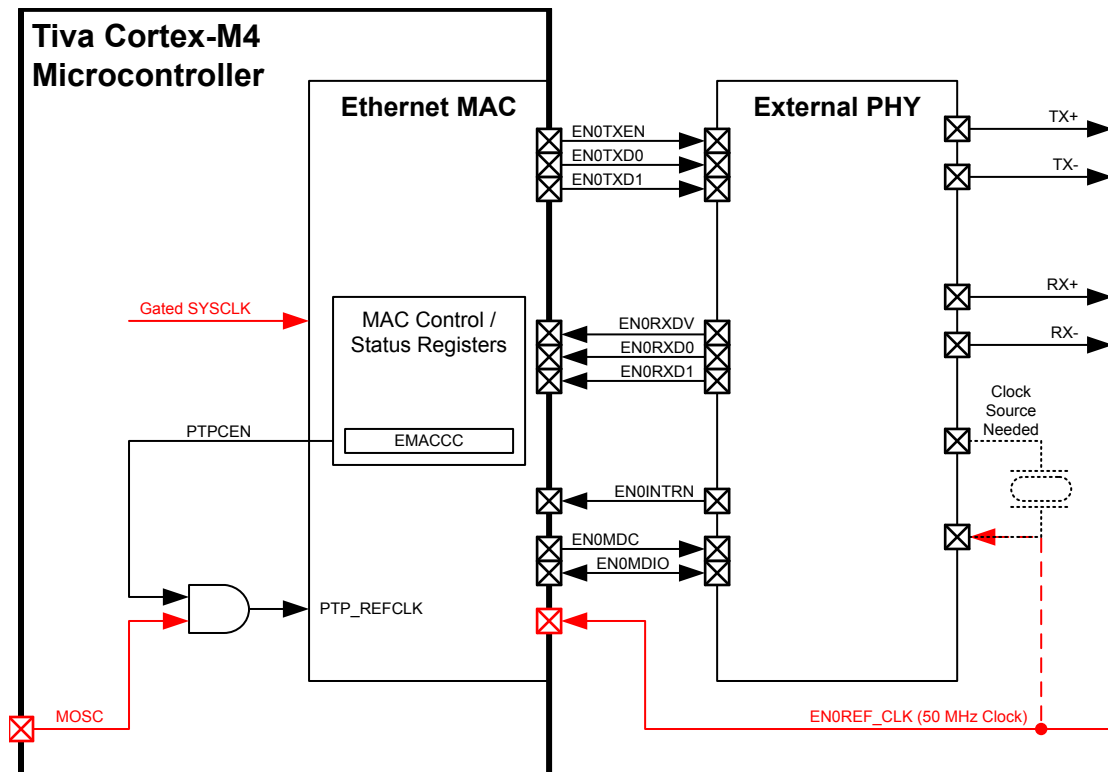 Tiva Cortex-M4
Microcontroller
Ethernet MAC
External PHY
EN0TXEN
EN0TXD0
EN0TXD1
TX+
TX-
Gated SYSCLK
MAC Control /
Status Registers
EN0RXDV
EN0RXD0
EN0RXD1
RX+
RX-
Clock
Source
Needed
PTPCEN
EMACCC
EN0INTRN
EN0MDC
EN0MDIO
PTP_REFCLK
MOSC
EN0REF_CLK (50 MHz Clock)